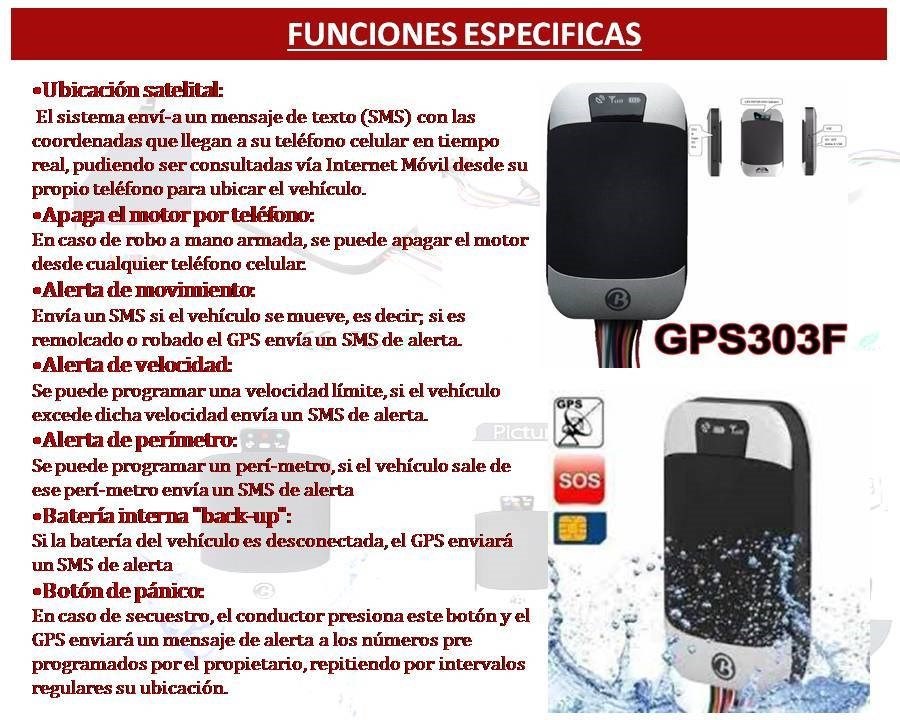 FUNCIONES ESPECIFICAS
•Ubicación satelital:
El sistema enví-a un mensaje de texto (SMS) con las
coordenadas que llegan a su teléfono celular en tiempo
real, pudiendo ser consultadas vía Internet Móvil desde su
propio teléfono para ubicar el vehículo.
•Apaga el motor por teléfono:
En caso de robo a mano armada, se puede apagar el motor
desde cualquier teléfono celular.
•Alerta de movimiento:
Envía un SMS si el vehículo se mueve, es decir; si es
remolcado o robado el GPS envía un SMS de alerta.
•Alerta de velocidad:
Se puede programar una velocidad límite, si el vehículo
excede dicha velocidad envía un SMS de alerta.
•Alerta de perímetro:
Se puede programar un perí-metro, si el vehículo sale de
ese perí-metro envía un SMS de alerta
•Batería interna "back-up":
Si la batería del vehículo es desconectada, el GPS enviará
un SMS de alerta
•Botón de pánico:
En caso de secuestro, el conductor presiona este botón y el
GPS enviará un mensaje de alerta a los números pre
programados por el propietario, repitiendo por intervalos
regulares su ubicación.
GPS303F
GPS
SOS
Pictu